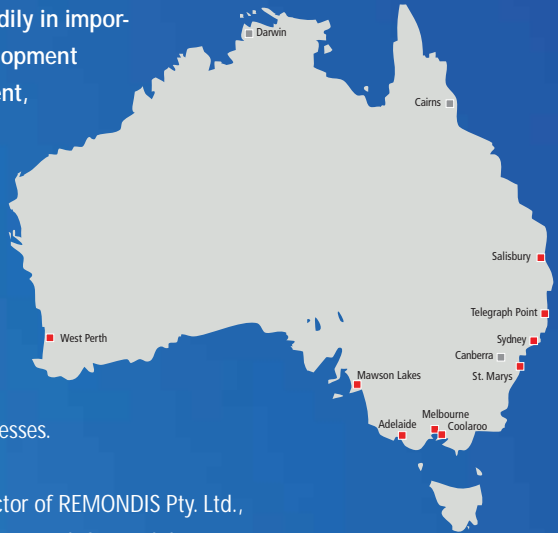 dily in impor-
opment
ent,
Darwin
Cairns
Salisbury
Telegraph Point
Sydney
West Perth
Canberra
St. Marys
Mawson Lakes
Melbourne
Adelaide
Coolaroo
esses.
ctor of REMONDIS Pty. Ltd.,